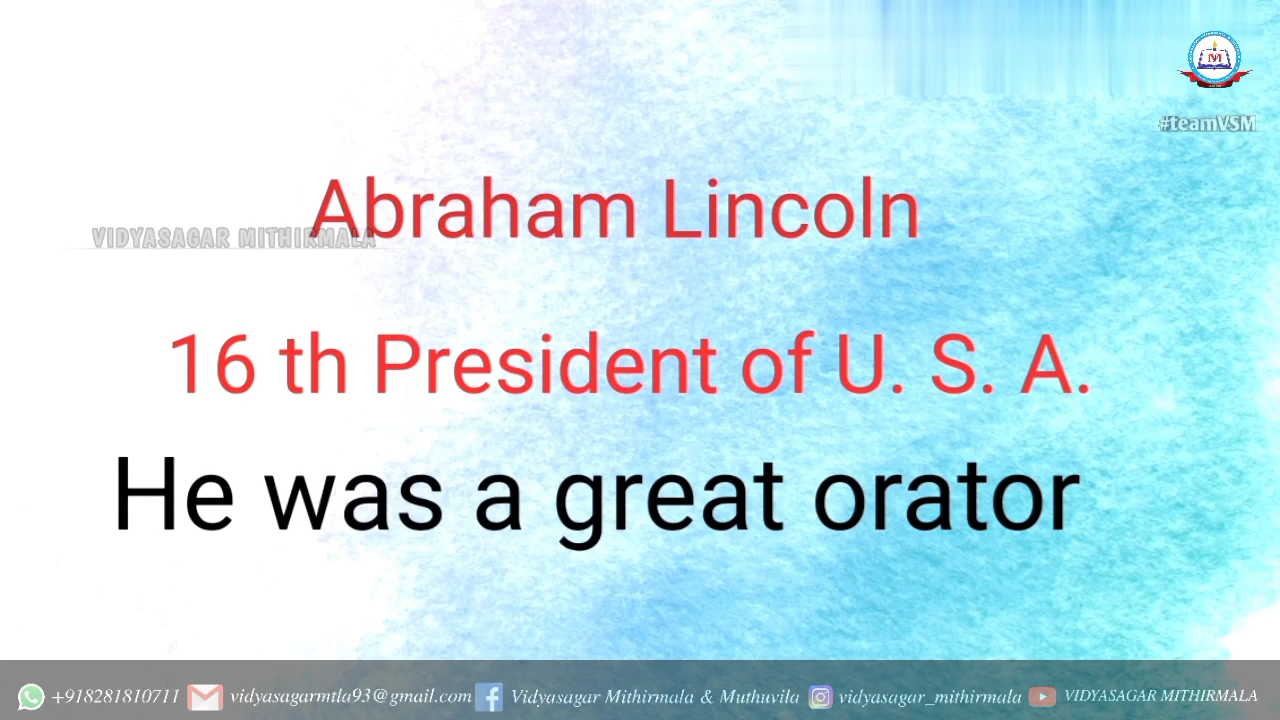 #teamVSM
Abraham Lincoln
VIDYASAGAR MITHIRMALA
16 th President of U. S. A.
He was a great orator
+918281810711 vidyasagarmtla93@gmail.com Vidyasagar Mithirmala & Muthuvila vidyasagar_mithirmala VIDYASAGAR MITHIRMALA